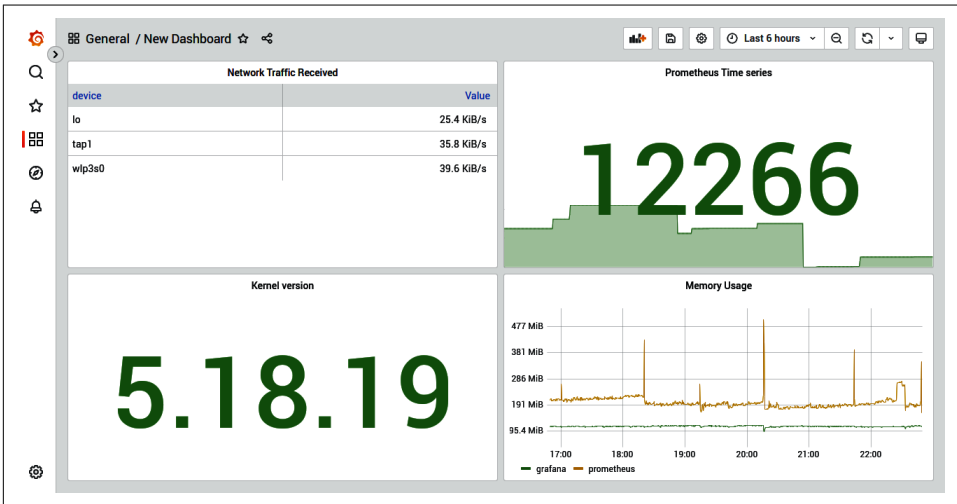 General / New Dashboard
Last 6 hours
Network Traffic Received
device Value
lo 25.4 KiB/s
tap1 35.8 KiB/s
wlp3s0 39.6 KiB/s
Prometheus Time series
12266
Kernel version
5.18.19
Memory Usage
477 MiB
381 MiB
286 MiB
191 MiB
95.4 MiB
17:00 18:00 19:00 20:00 21:00 22:00
grafana prometheus